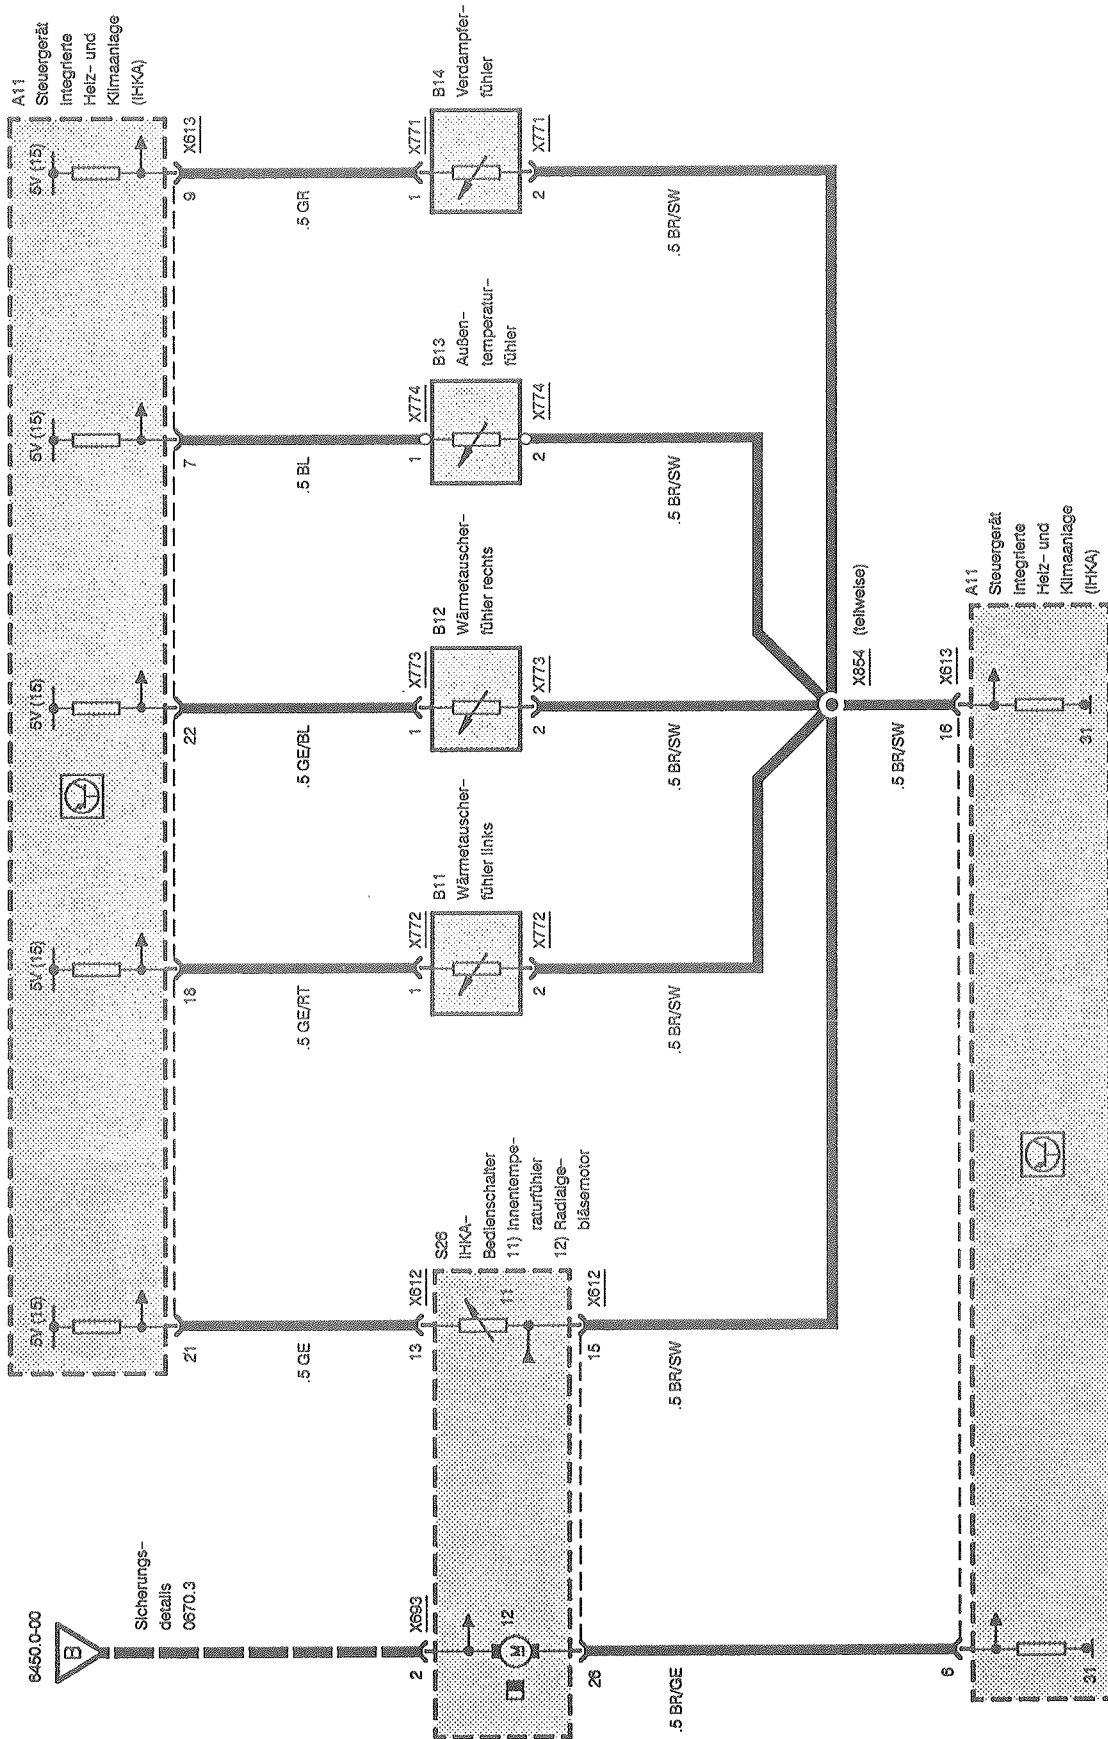 6450.0-00
B
Sicherungs-
details
0670.3
A11
Steuergerät
Integrierte
Heiz- und
Klimaanlage
(IHKA)
5V (15)
5V (15)
5V (15)
5V (15)
5V (15)
21
18
22
7
9
X613
.5 GE
.5 GE/RT
.5 GE/BL
.5 BL
.5 GR
2
X693
13
X612
1
X772
1
X773
1
X774
1
X771
12
M
11
S26
IHKA-
Bedienschalter
11) Innentempe-
raturfühler
12) Radialge-
bläsemotor
B11
Wärmetauscher-
fühler links
B12
Wärmetauscher-
fühler rechts
B13
Außen-
temperatur-
fühler
B14
Verdampfer-
fühler
26
15
X612
2
X772
2
X773
2
X774
2
X771
.5 BR/GE
.5 BR/SW
.5 BR/SW
.5 BR/SW
.5 BR/SW
.5 BR/SW
X854
(teilweise)
.5 BR/SW
6
16
X613
A11
Steuergerät
Integrierte
Heiz- und
Klimaanlage
(IHKA)
31
31